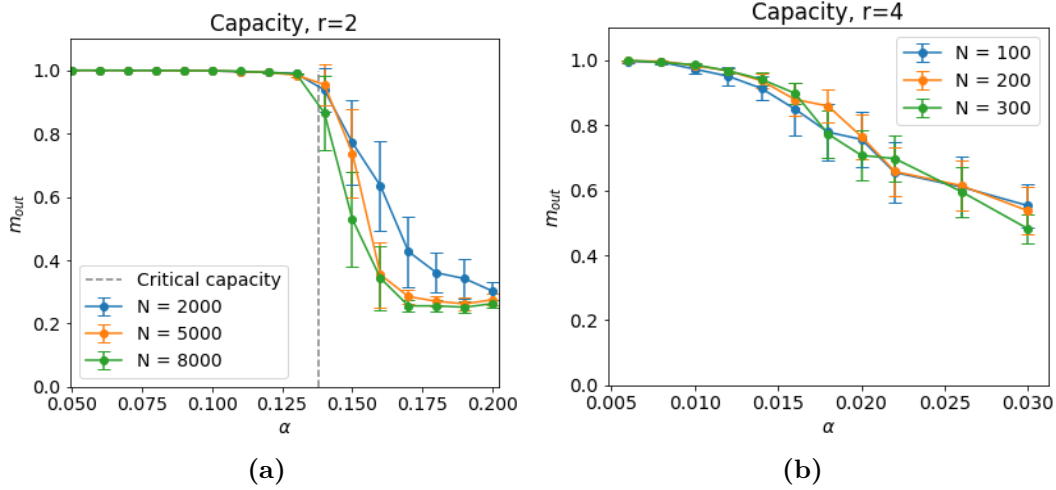 Capacity, r=2
1.0
0.8
0.6
0.4
0.2
0.0
m_out
Critical capacity
N = 2000
N = 5000
N = 8000
0.050 0.075 0.100 0.125 0.150 0.175 0.200
α
(a)
Capacity, r=4
1.0
0.8
0.6
0.4
0.2
0.0
m_out
N = 100
N = 200
N = 300
0.005 0.010 0.015 0.020 0.025 0.030
α
(b)